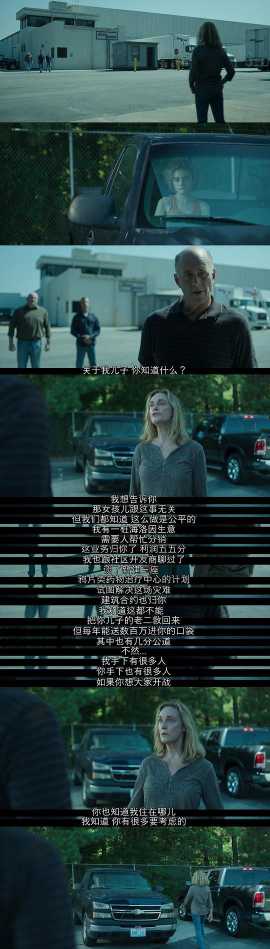 关于我儿子 你知道什么？
我想告诉你
那女孩儿跟这事无关
但我们都知道 这么做是公平的
我有一批海洛因生意
需要人帮忙分销
这业务归你了 利润五五分
我也跟社区开发商聊过了
鸦片类药物治疗中心的计划
试图解决这场灾难
建筑合约也归你
我知道这都不能
把你儿子的老二救回来
但每年能送数百万进你的口袋
其中也有几分公道
不然…
我手下有很多人
你手下也有很多人
如果你想大家开战
你也知道我住在哪儿
我知道 你有很多要考虑的